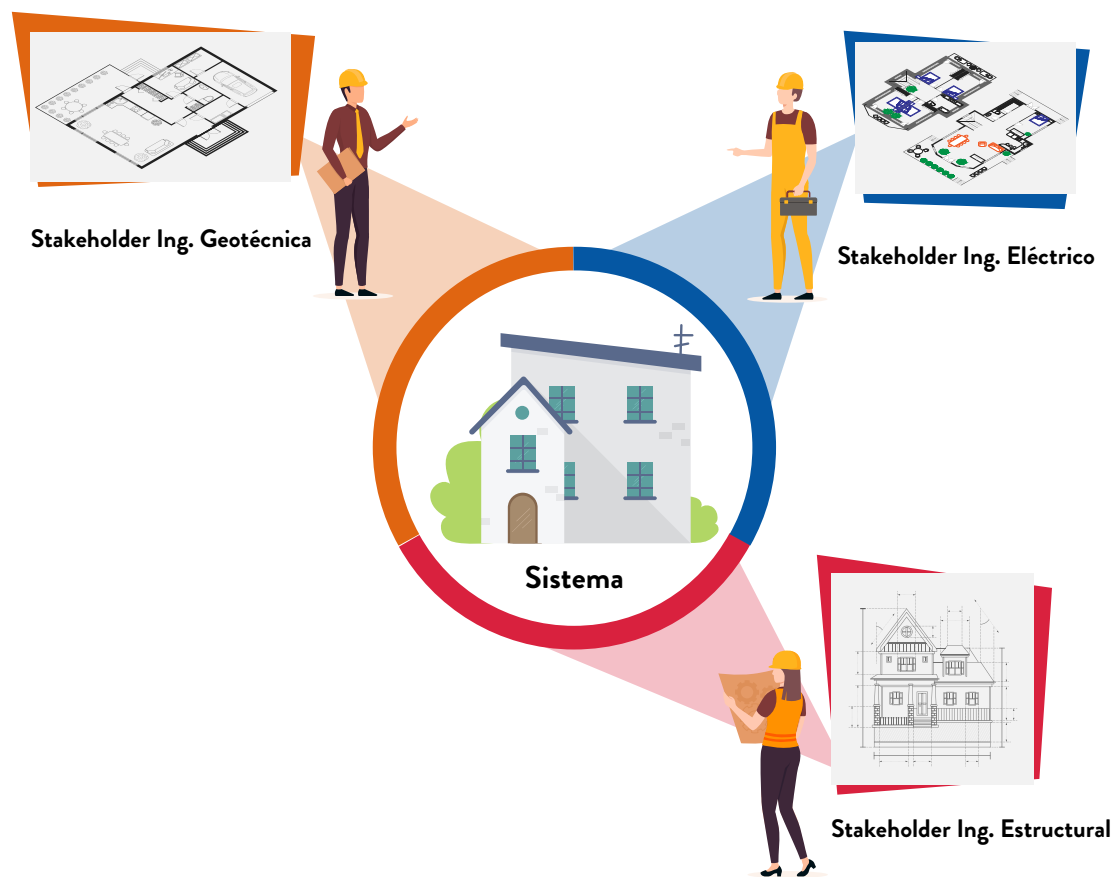 Stakeholder Ing. Geotécnica
Stakeholder Ing. Eléctrico
Sistema
Stakeholder Ing. Estructural